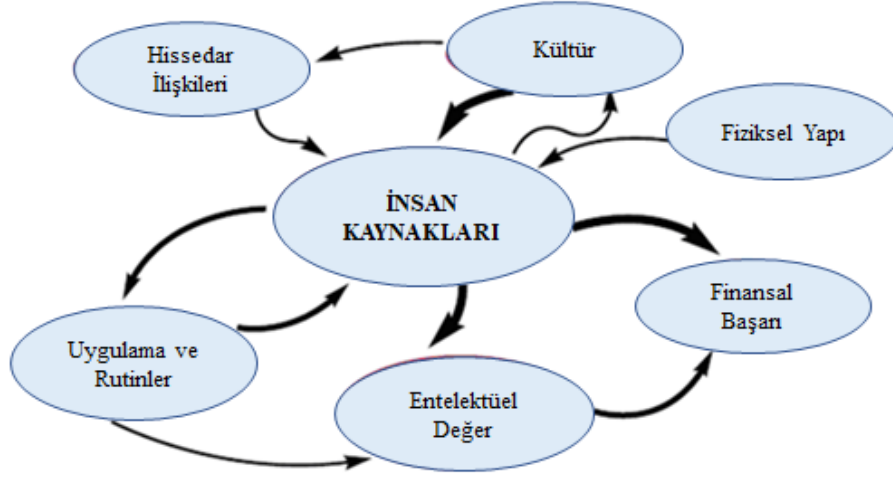 Hissedar
İlişkileri
Kültür
Fiziksel Yapı
İNSAN
KAYNAKLARI
Finansal
Başarı
Uygulama ve
Rutinler
Entelektüel
Değer